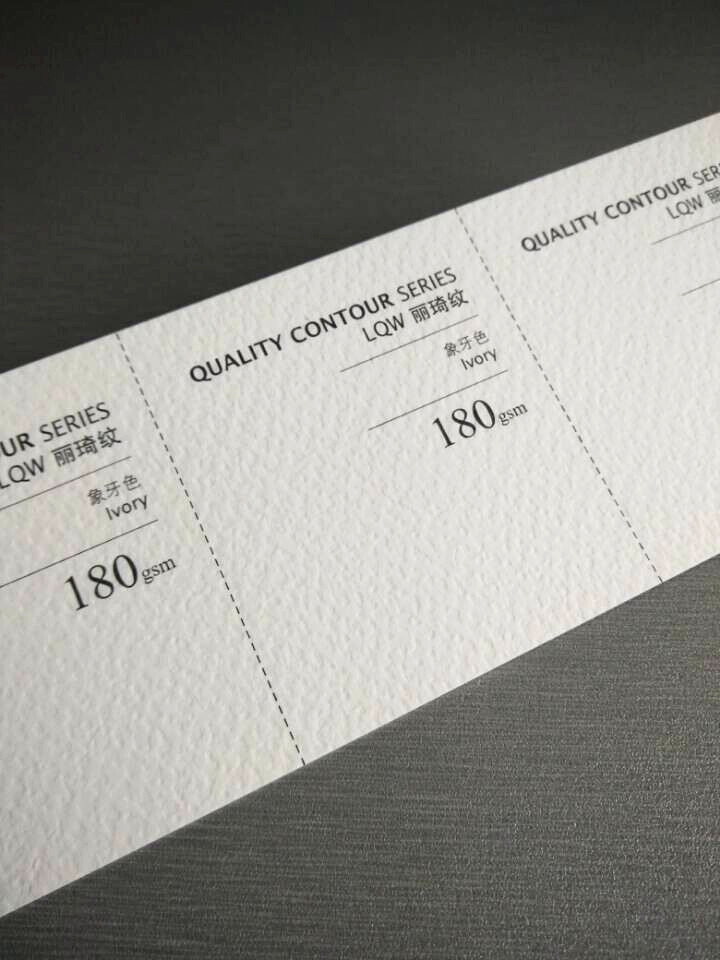 QUALITY CONTOUR SERIES
LQW 丽琦纹
象牙色
Ivory
180gsm
UR SERIES
LQW 丽琦纹
象牙色
Ivory
180gsm
QUALITY CONTOUR SER
LQW 丽